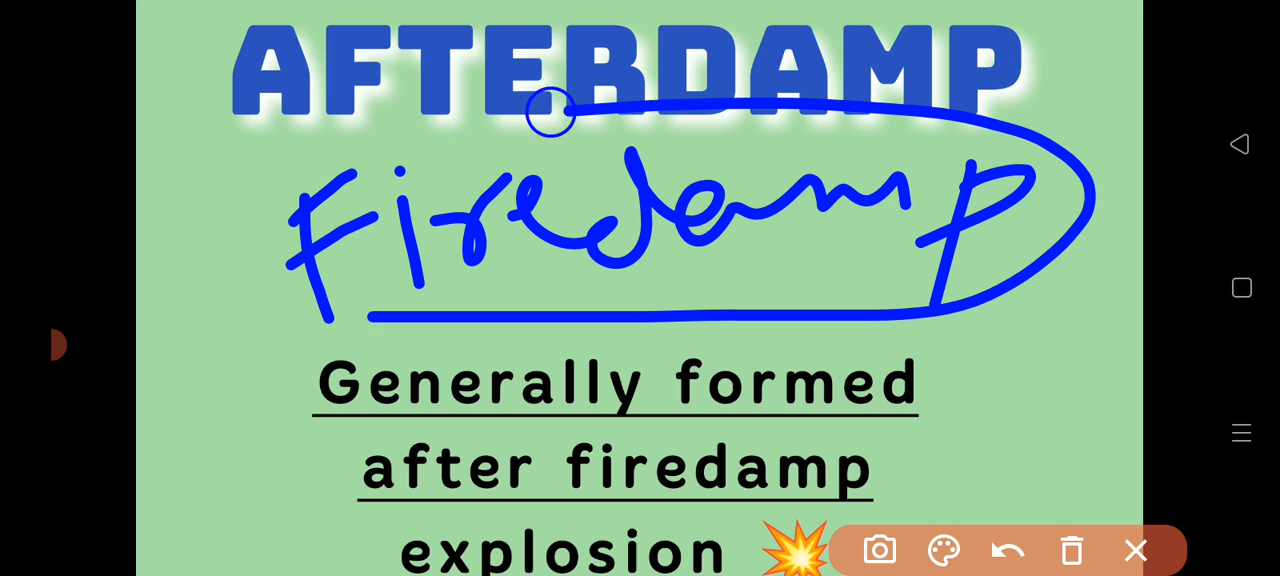 AFTERDAMP
Firedamp
Generally formed
after firedamp
explosion 💥